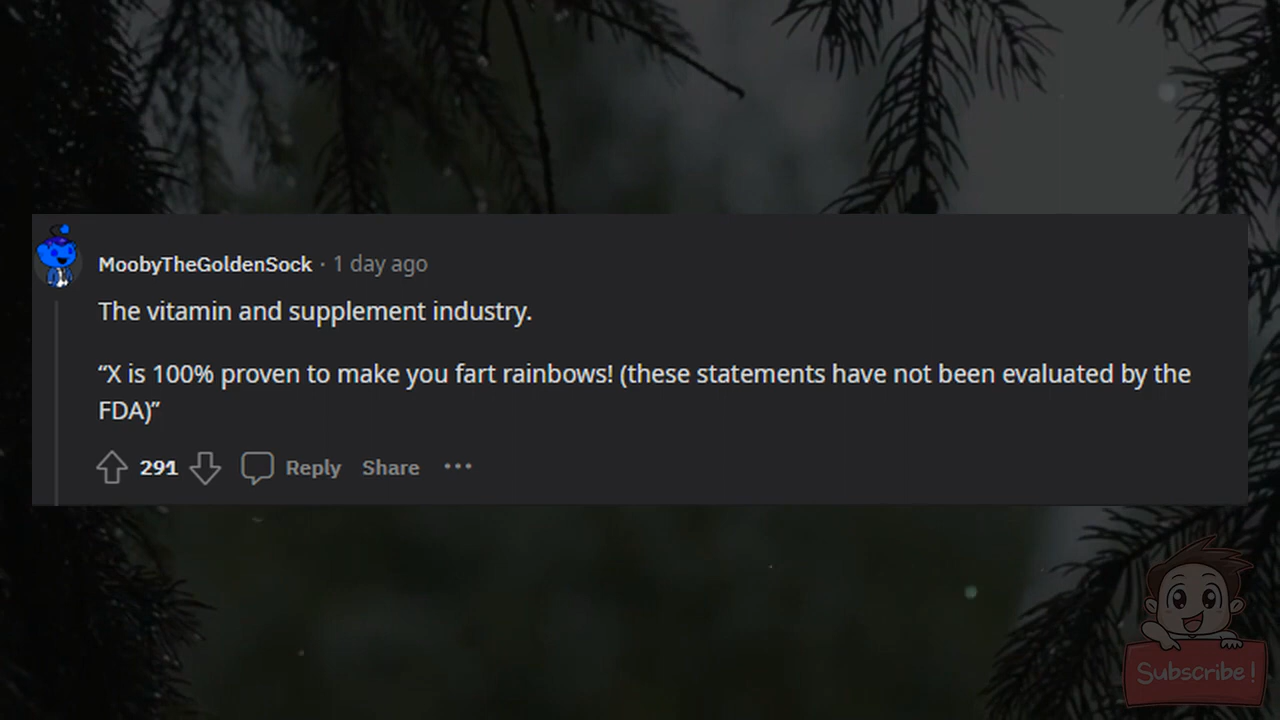 MoobyTheGoldenSock · 1 day ago
The vitamin and supplement industry.
“X is 100% proven to make you fart rainbows! (these statements have not been evaluated by the
FDA)”
291 Reply Share ···
Subscribe!